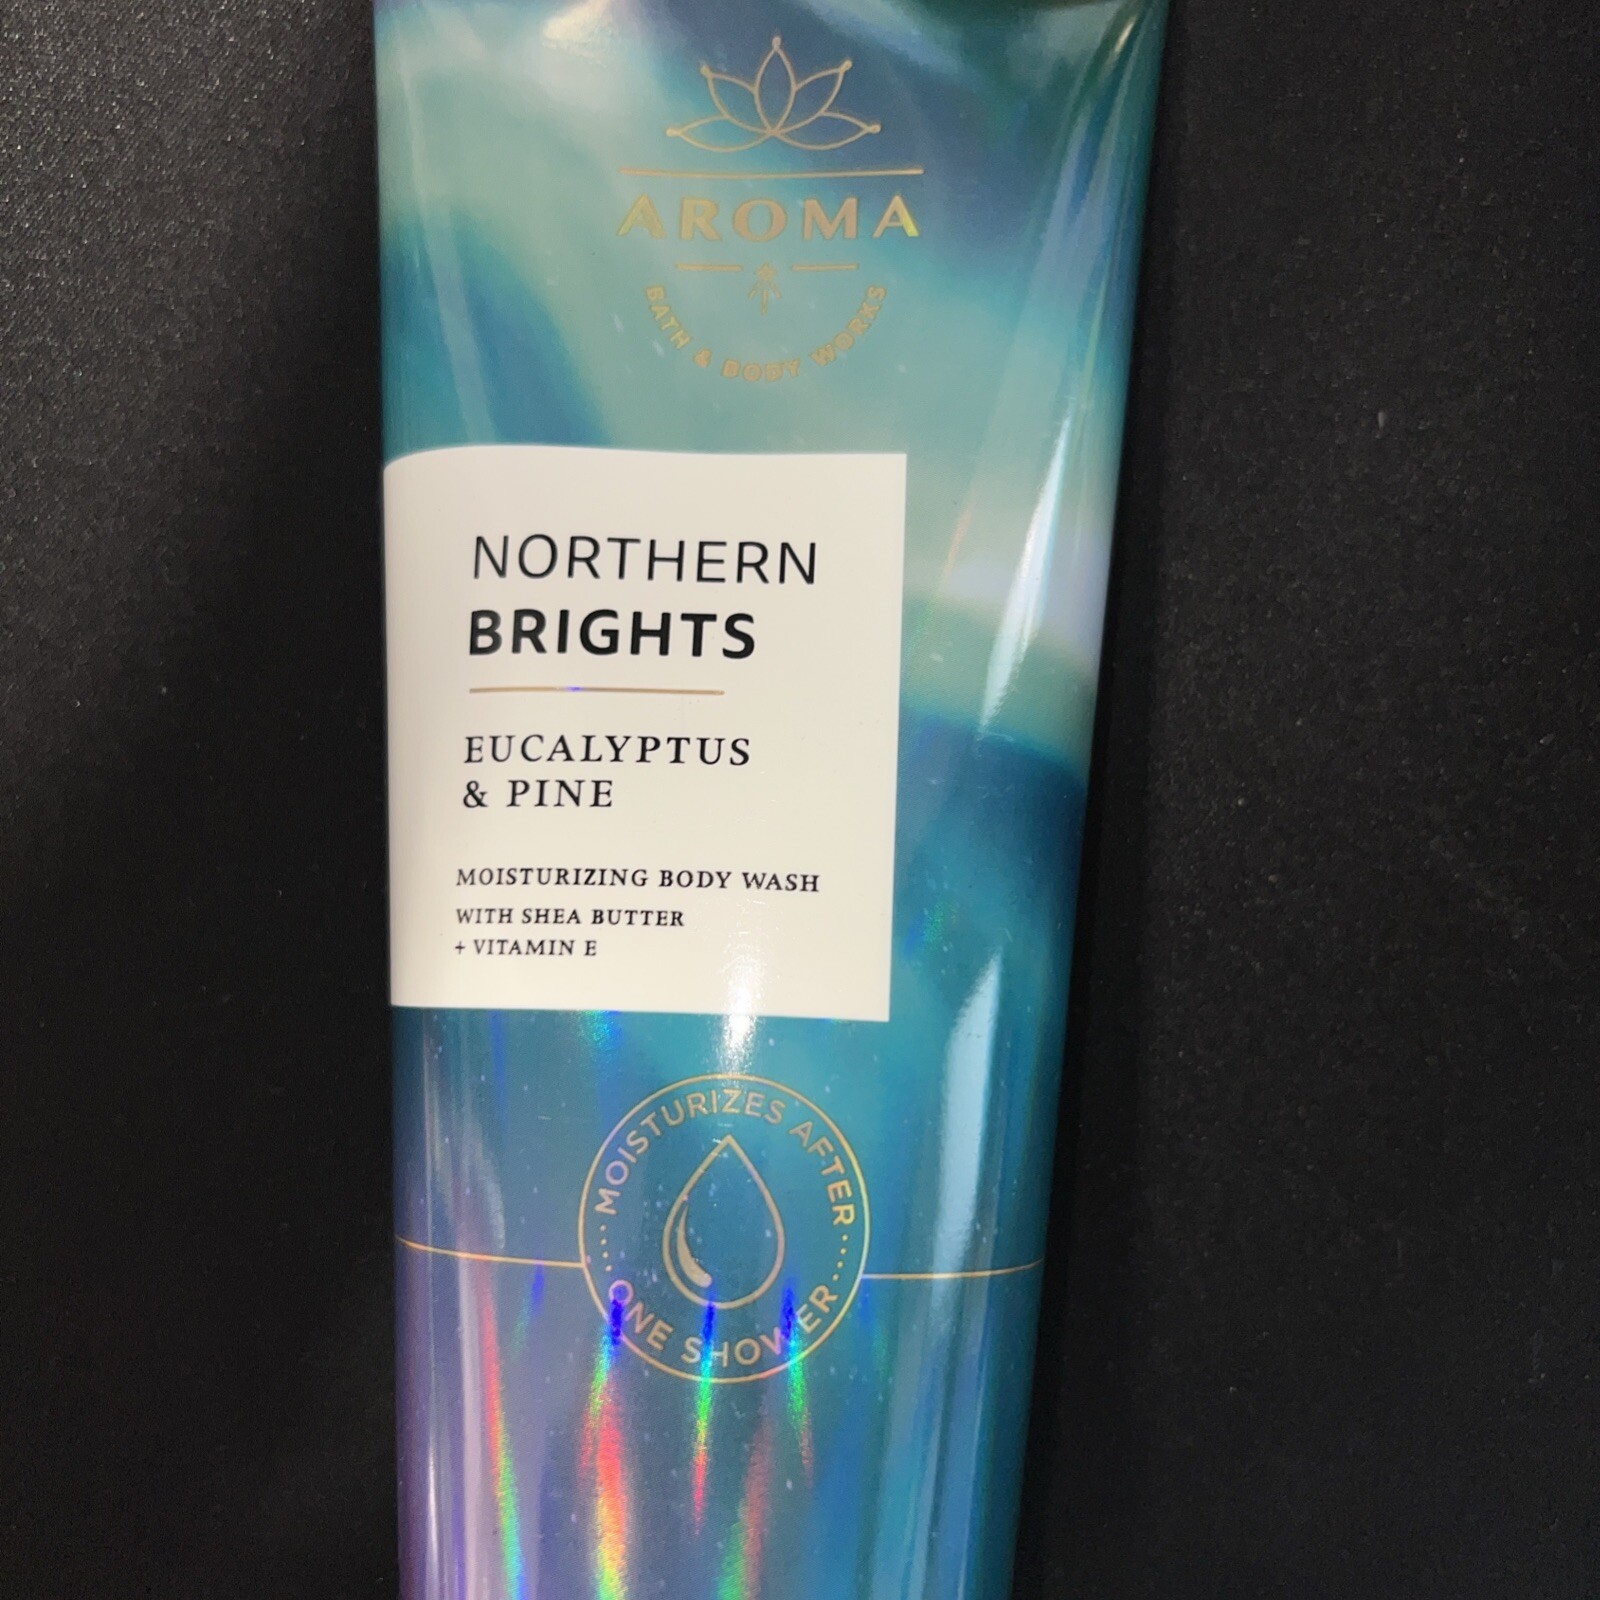 AROMA
BATH & BODY WORKS
NORTHERN
BRIGHTS
EUCALYPTUS
& PINE
MOISTURIZING BODY WASH
WITH SHEA BUTTER
+ VITAMIN E
MOISTURIZES AFTER
ONE SHOWER